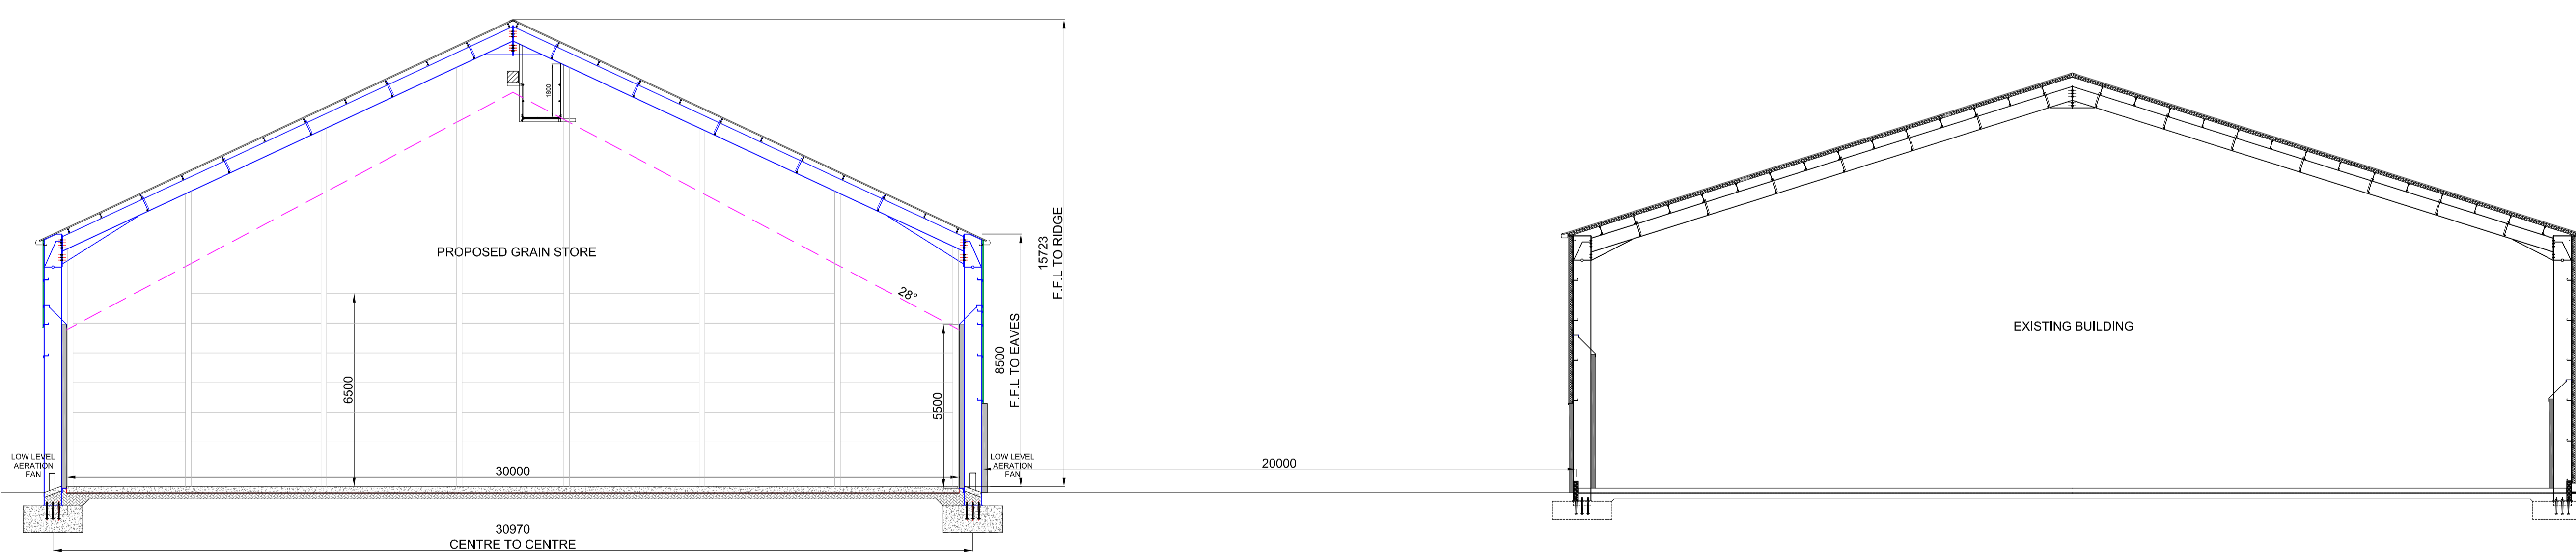 1800
PROPOSED GRAIN STORE
28°
15723
F.F.L TO RIDGE
8500
F.F.L TO EAVES
6500
5500
EXISTING BUILDING
LOW LEVEL
AERATION
FAN
30000
LOW LEVEL
AERATION
FAN
20000
30970
CENTRE TO CENTRE